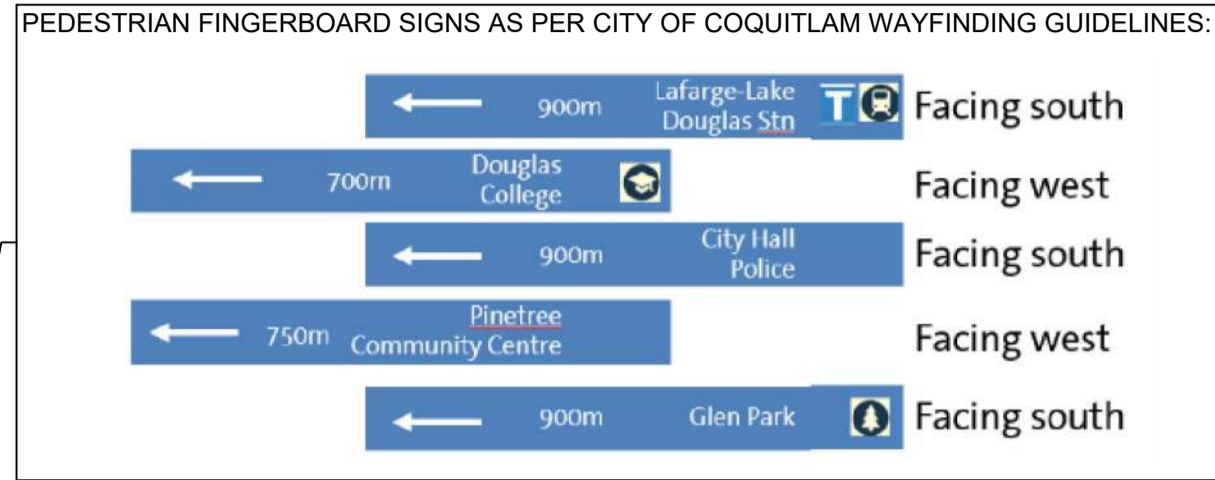 PEDESTRIAN FINGERBOARD SIGNS AS PER CITY OF COQUITLAM WAYFINDING GUIDELINES:
900m Lafarge-Lake
Douglas Stn
T
Facing south
700m Douglas
College
Facing west
900m City Hall
Police
Facing south
750m Pinetree
Community Centre
Facing west
900m Glen Park
Facing south